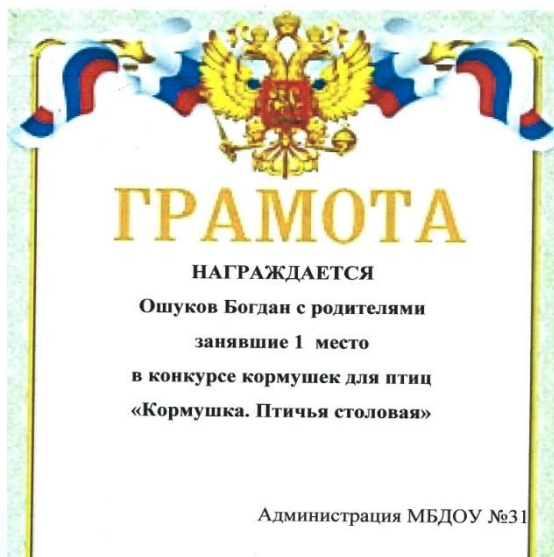 ГРАМОТА
НАГРАЖДАЕТСЯ
Ошуков Богдан с родителями
занявшие 1 место
в конкурсе кормушек для птиц
«Кормушка. Птичья столовая»
Администрация МБДОУ №31